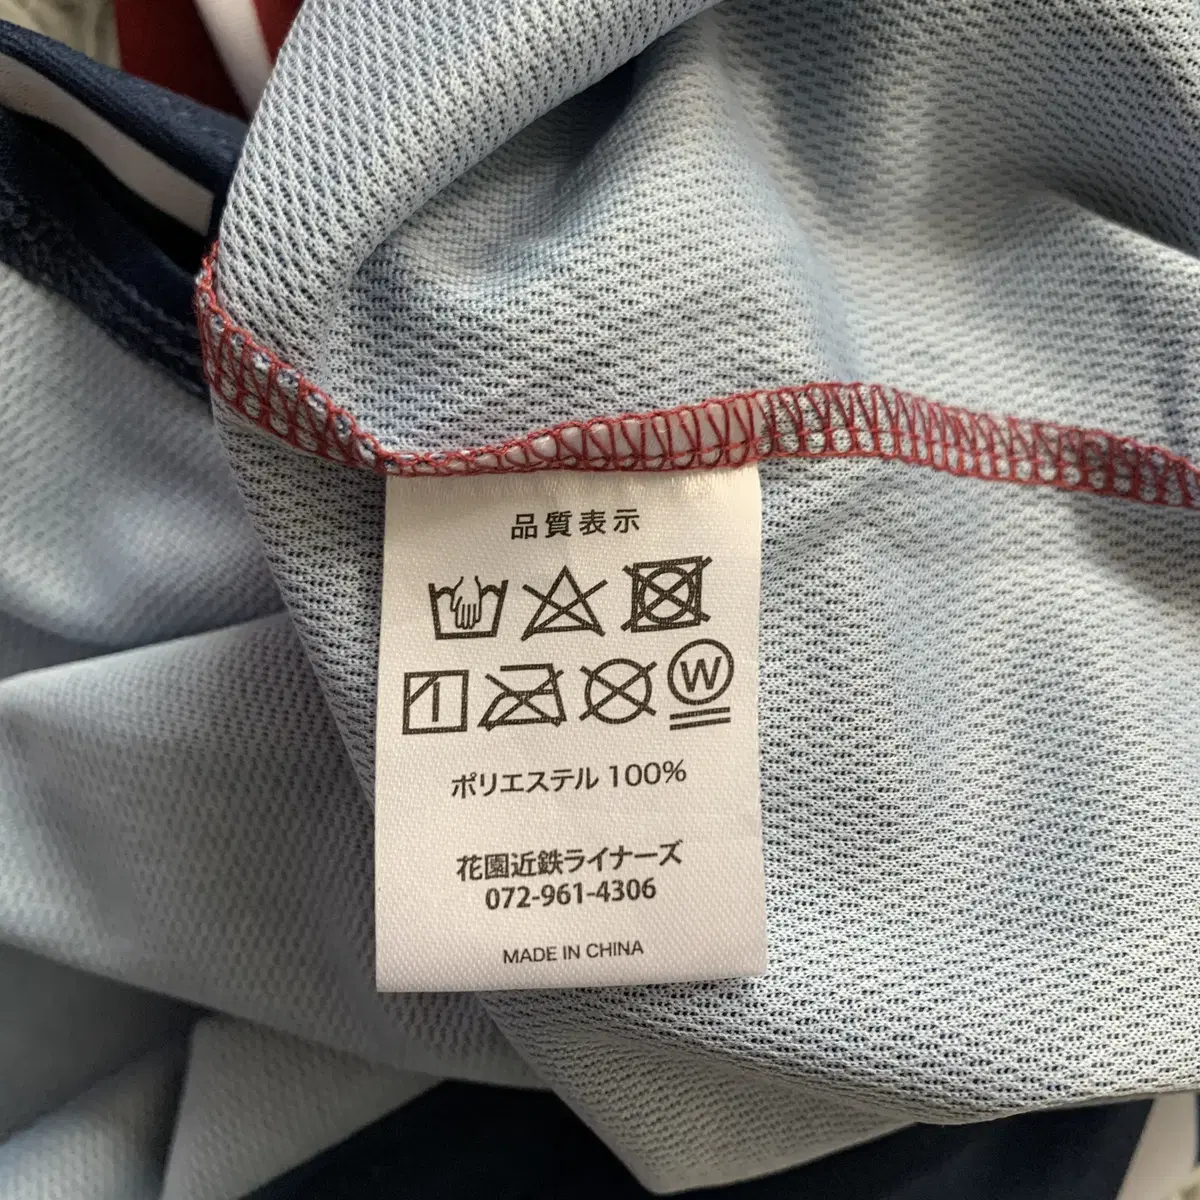 品質表示
W
ポリエステル 100%
花園近鉄ライナーズ
072-961-4306
MADE IN CHINA